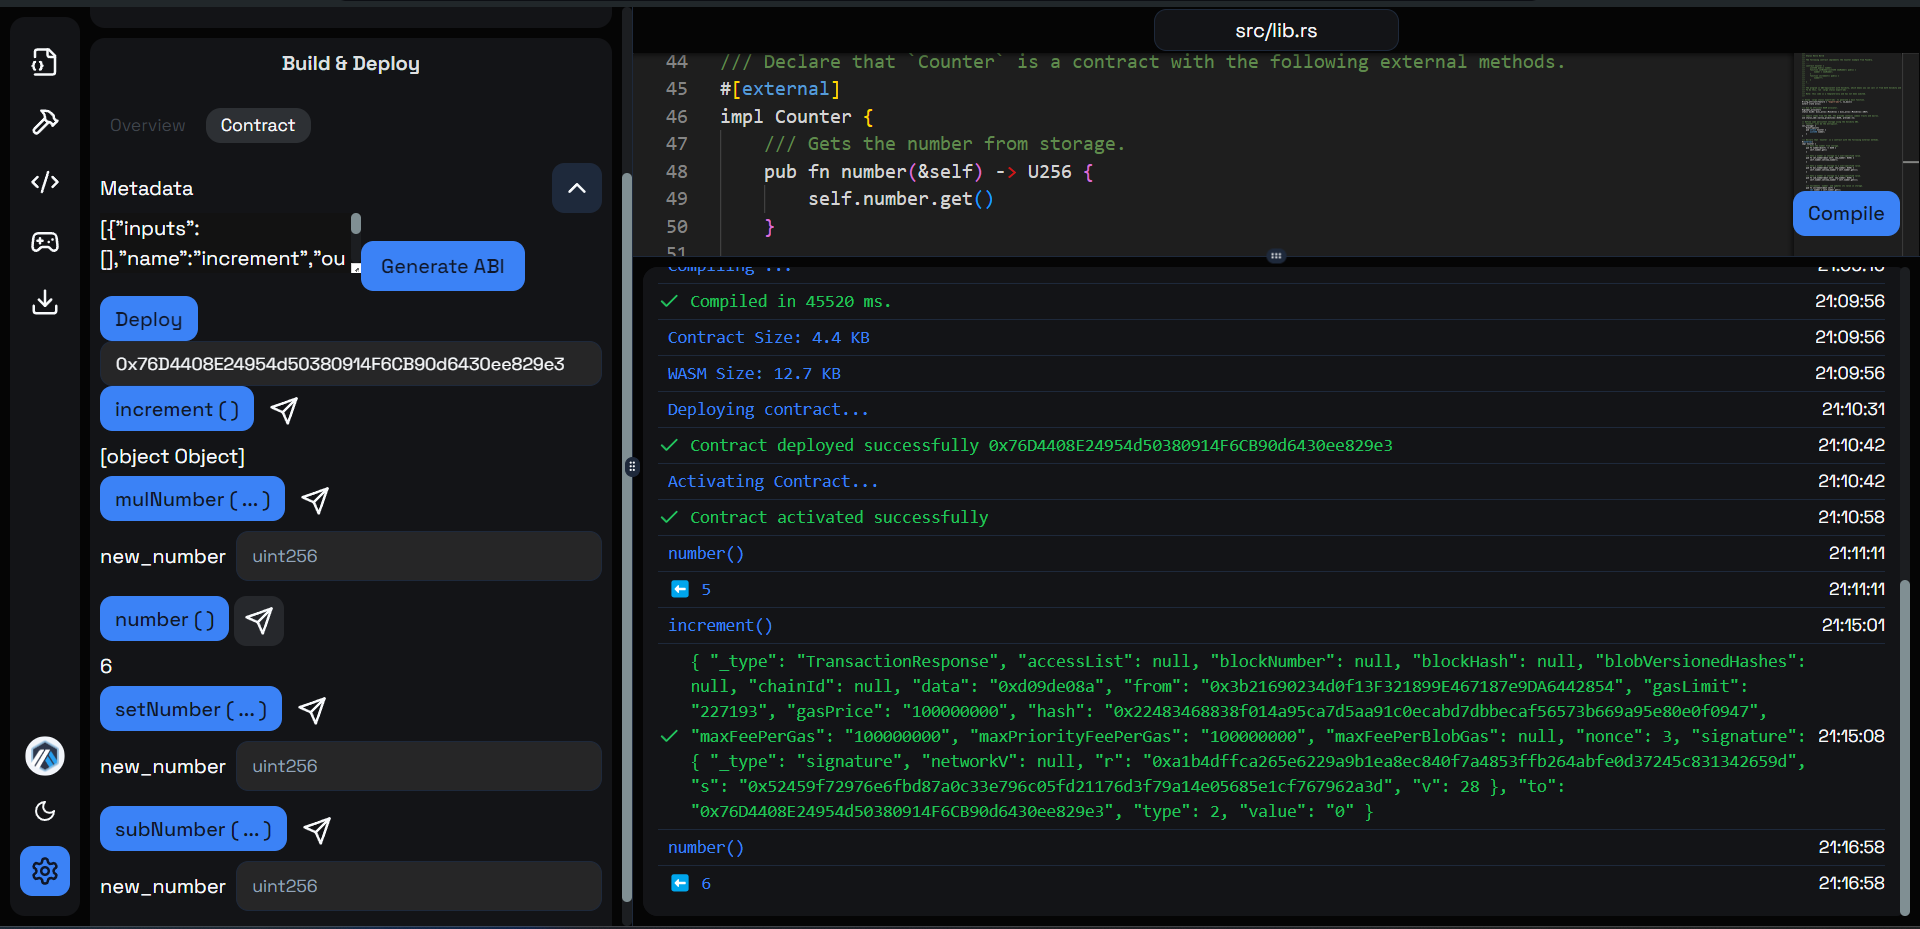 Build & Deploy
Overview
Contract
Metadata
[{"inputs":
[],"name":"increment","ou
Generate ABI
Deploy
0x76D4408E24954d50380914F6CB90d6430ee829e3
increment ( )
[object Object]
mulNumber ( ... )
new_number
uint256
number ( )
6
setNumber ( ... )
new_number
uint256
subNumber ( ... )
new_number
uint256
src/lib.rs
44 /// Declare that `Counter` is a contract with the following external methods.
45 #[external]
46 impl Counter {
47 /// Gets the number from storage.
48 pub fn number(&self) -> U256 {
49 self.number.get()
50 }
51
Compile
Compiling ...
✓ Compiled in 45520 ms. 21:09:56
Contract Size: 4.4 KB 21:09:56
WASM Size: 12.7 KB 21:09:56
Deploying contract... 21:10:31
✓ Contract deployed successfully 0x76D4408E24954d50380914F6CB90d6430ee829e3 21:10:42
Activating Contract... 21:10:42
✓ Contract activated successfully 21:10:58
number() 21:11:11
5 21:11:11
increment() 21:15:01
{ "_type": "TransactionResponse", "accessList": null, "blockNumber": null, "blockHash": null, "blobVersionedHashes":
null, "chainId": null, "data": "0xd09de08a", "from": "0x3b21690234d0f13F321899E467187e9DA6442854", "gasLimit":
"227193", "gasPrice": "100000000", "hash": "0x22483468838f014a95ca7d5aa91c0ecabd7dbbecaf56573b669a95e80e0f0947",
✓ "maxFeePerGas": "100000000", "maxPriorityFeePerGas": "100000000", "maxFeePerBlobGas": null, "nonce": 3, "signature": 21:15:08
{ "_type": "signature", "networkV": null, "r": "0xa1b4dffca265e6229a9b1ea8ec840f7a4853ffb264abfe0d37245c831342659d",
"s": "0x52459f72976e6fbd87a0c33e796c05fd21176d3f79a14e05685e1cf767962a3d", "v": 28 }, "to":
"0x76D4408E24954d50380914F6CB90d6430ee829e3", "type": 2, "value": "0" }
number() 21:16:58
6 21:16:58